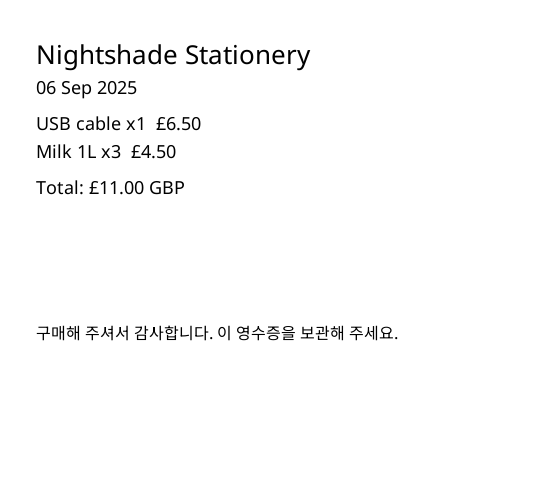 Nightshade Stationery
06 Sep 2025
USB cable x1  £6.50
Milk 1L x3  £4.50
Total: £11.00 GBP
구매해 주셔서 감사합니다. 이 영수증을 보관해 주세요.